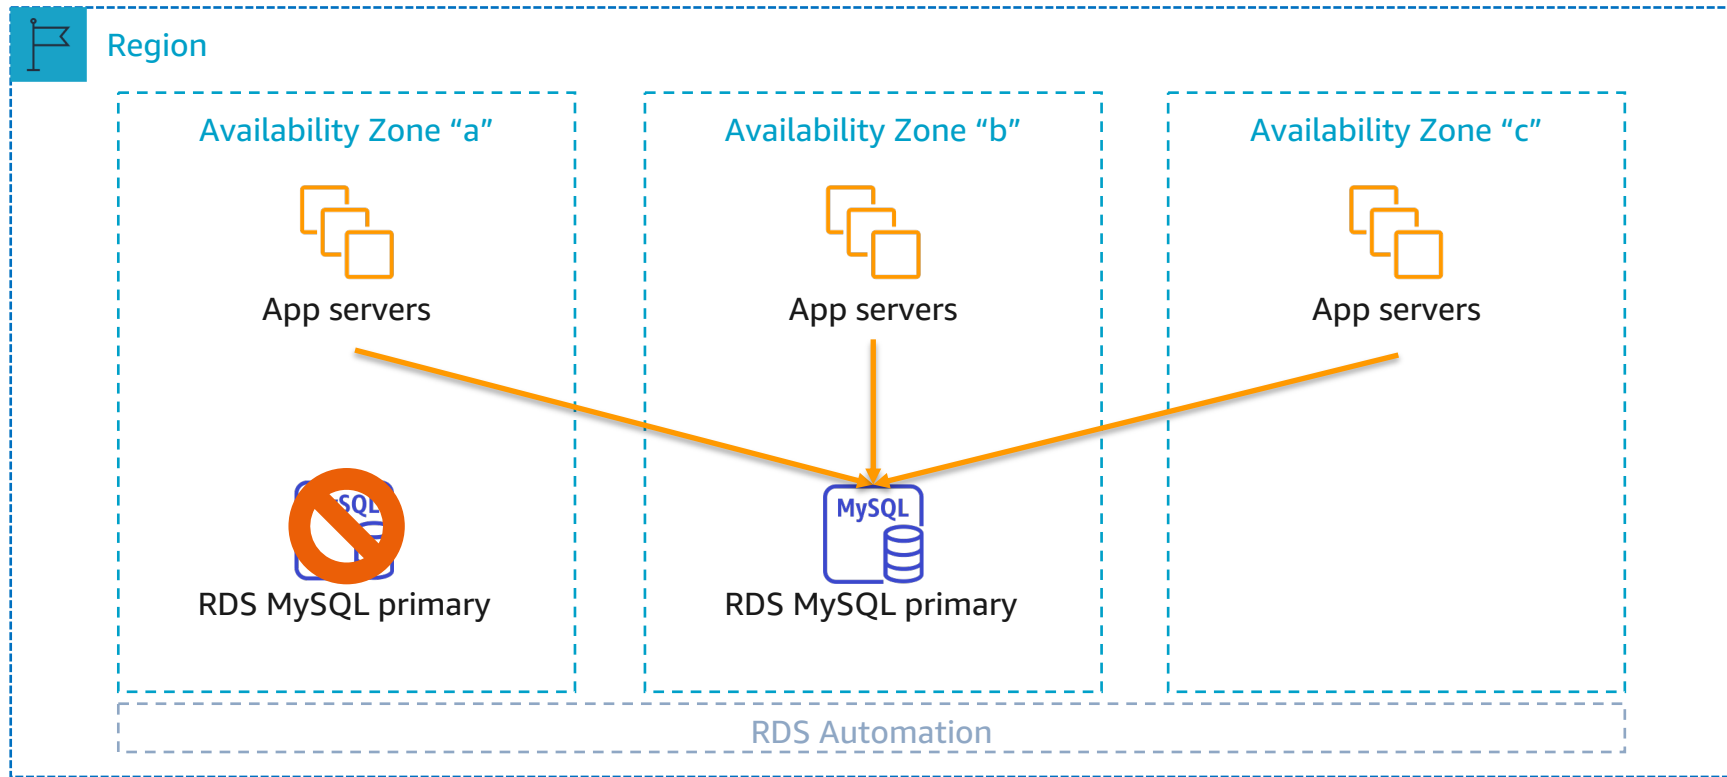 Region
Availability Zone “a”
Availability Zone “b”
Availability Zone “c”
App servers
App servers
App servers
MySQL
RDS MySQL primary
RDS MySQL primary
RDS Automation